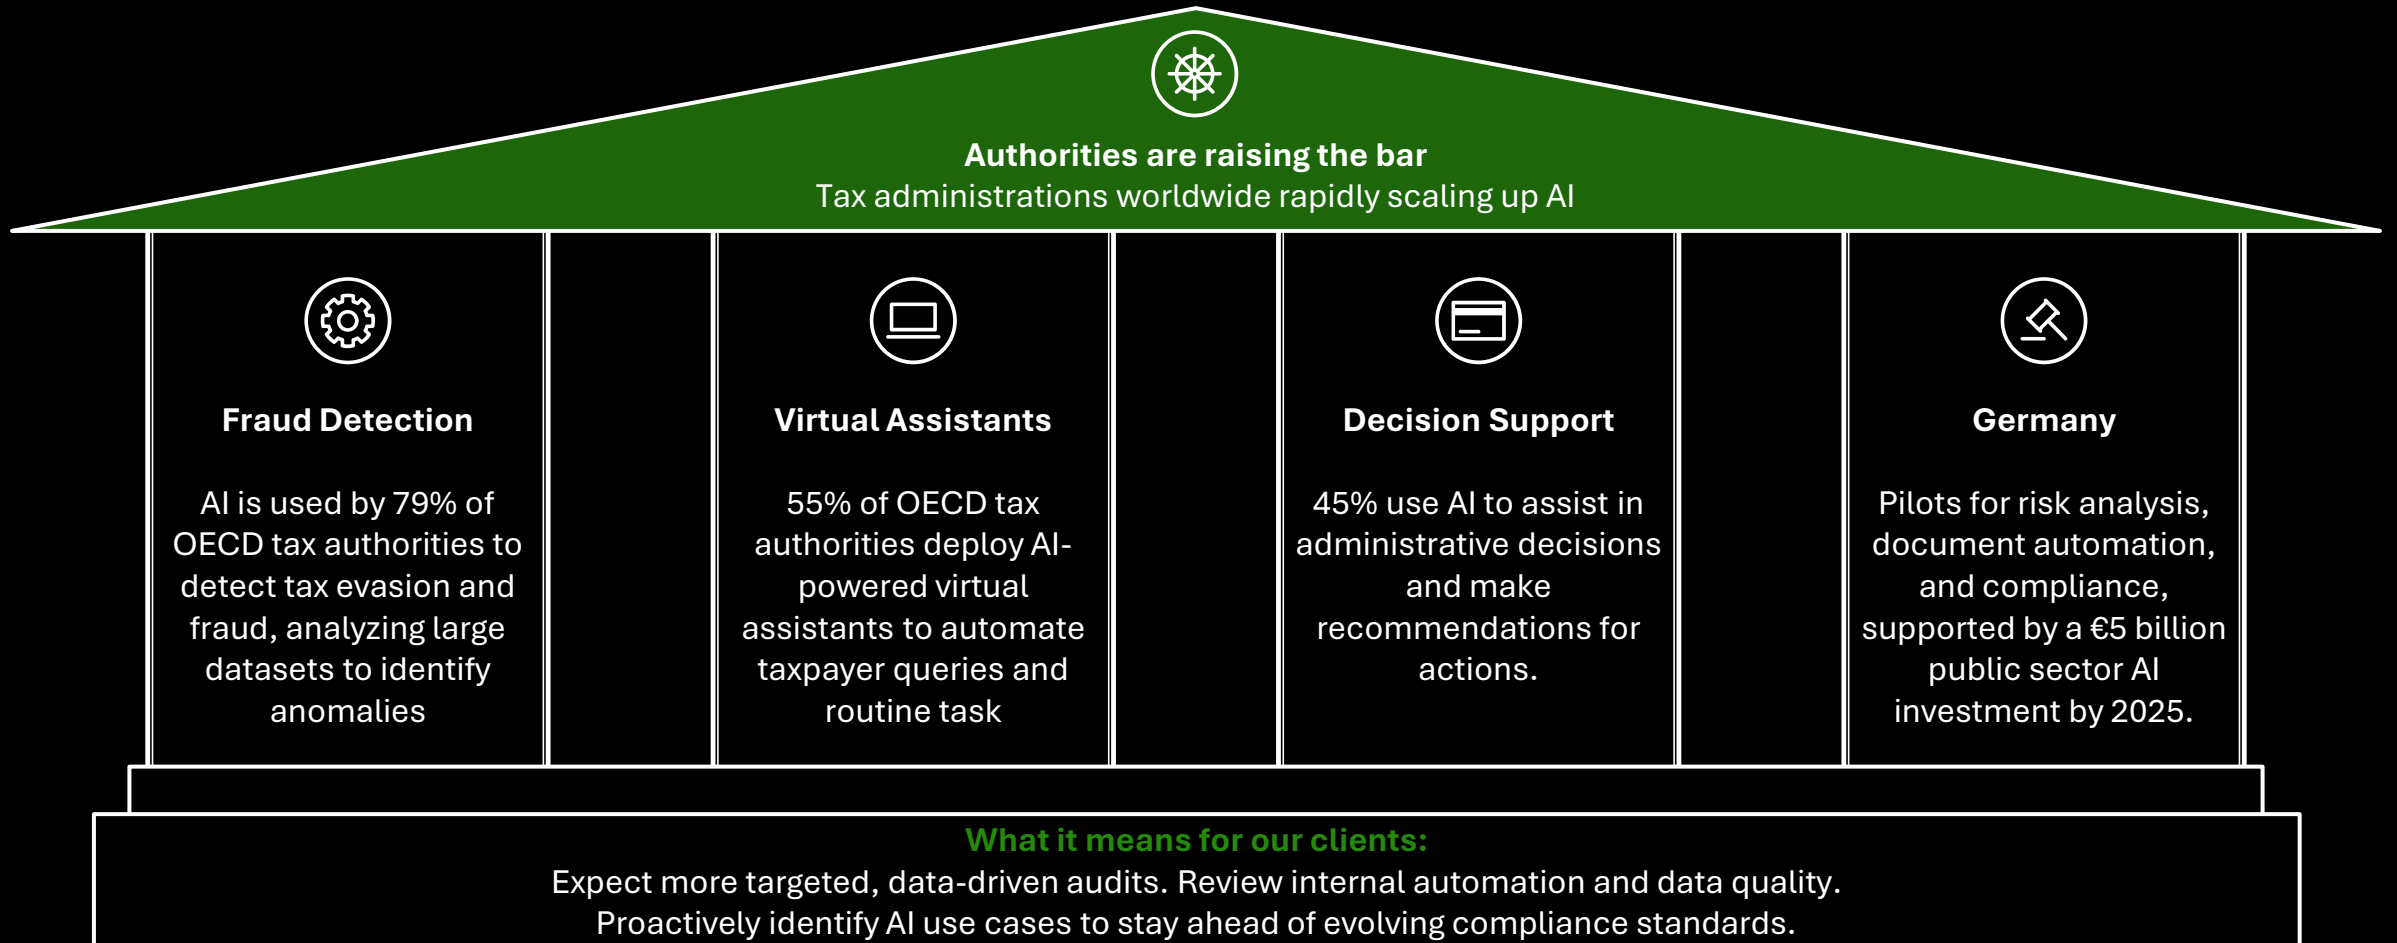 Authorities are raising the bar
Tax administrations worldwide rapidly scaling up AI
Fraud Detection
AI is used by 79% of
OECD tax authorities to
detect tax evasion and
fraud, analyzing large
datasets to identify
anomalies
Virtual Assistants
55% of OECD tax
authorities deploy AI-
powered virtual
assistants to automate
taxpayer queries and
routine task
Decision Support
45% use AI to assist in
administrative decisions
and make
recommendations for
actions.
Germany
Pilots for risk analysis,
document automation,
and compliance,
supported by a €5 billion
public sector AI
investment by 2025.
What it means for our clients:
Expect more targeted, data-driven audits. Review internal automation and data quality.
Proactively identify AI use cases to stay ahead of evolving compliance standards.